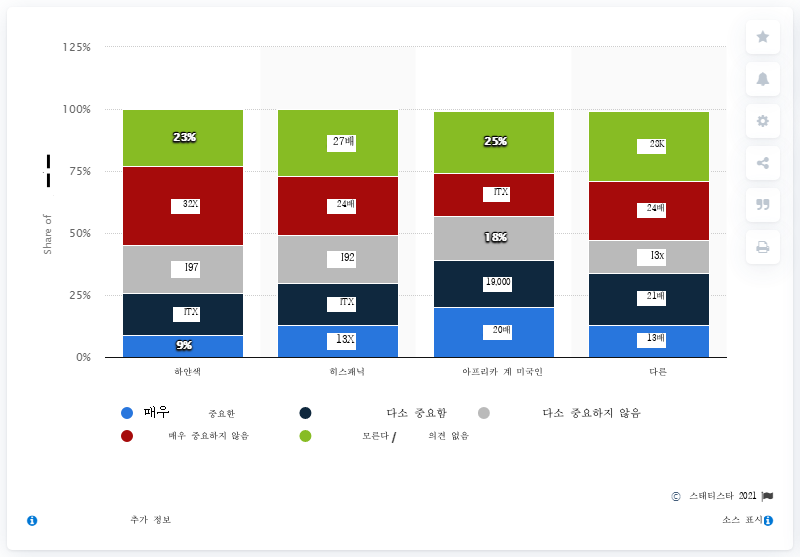 125%
100%
75%
50%
25%
0%
Share of
23% 27배 25% 23X
32X 24배 ITX 24배
197 192 18% 13x
ITX ITX 19,000 21배
9% 13X 20배 13배
하얀색 히스패닉 아프리카 계 미국인 다른
매우 중요한 다소 중요함 다소 중요하지 않음
매우 중요하지 않음 모른다 / 의견 없음
© 스태티스타 2021
추가 정보 소스 표시